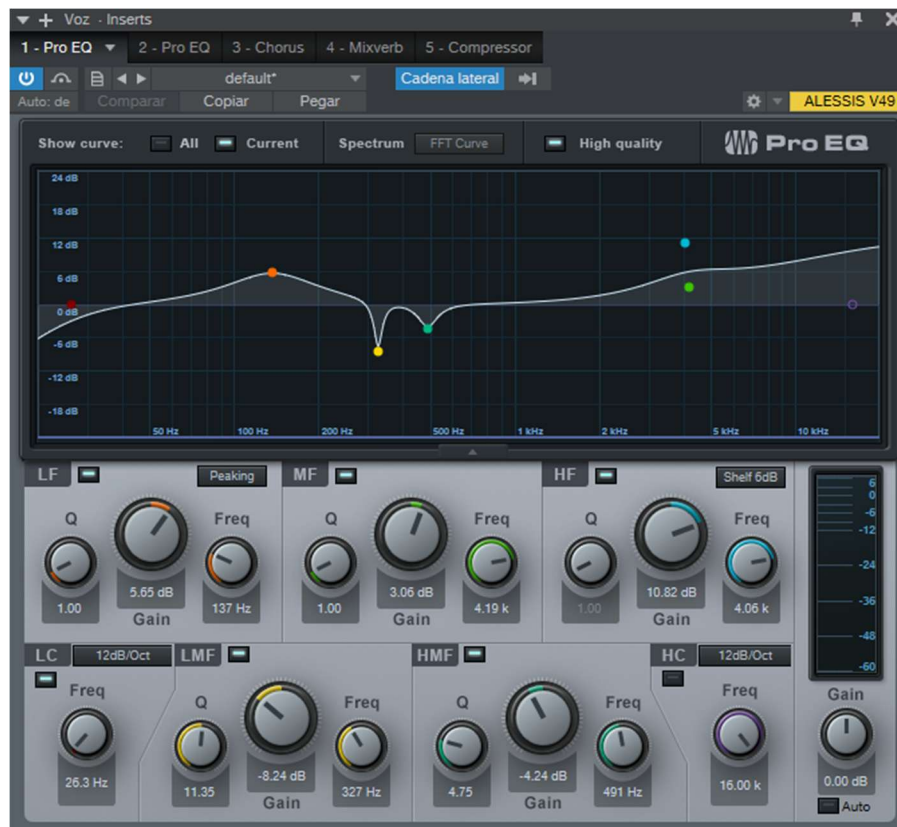 Voz - Inserts
1 - Pro EQ 2 - Pro EQ 3 - Chorus 4 - Mixverb 5 - Compressor
default* Cadena lateral
Auto: de Comparar Copiar Pegar ALESSIS V49
Show curve: All Current Spectrum FFT Curve High quality Pro EQ
24 dB
18 dB
12 dB
6 dB
0 dB
-6 dB
-12 dB
-18 dB
50 Hz 100 Hz 200 Hz 500 Hz 1 kHz 2 kHz 5 kHz 10 kHz
LF Peaking MF HF Shelf 6dB
Q Freq Q Freq Q Freq
1.00 5.65 dB 137 Hz 1.00 3.06 dB 4.19 k 1.00 10.82 dB 4.06 k
Gain Gain Gain
6
0
-6
-12
-24
-36
-48
-60
LC 12dB/Oct LMF HMF HC 12dB/Oct
Freq Q Freq Q Freq Freq Gain
26.3 Hz 11.35 -8.24 dB 327 Hz 4.75 -4.24 dB 491 Hz 16.00 k 0.00 dB
Gain Gain Auto